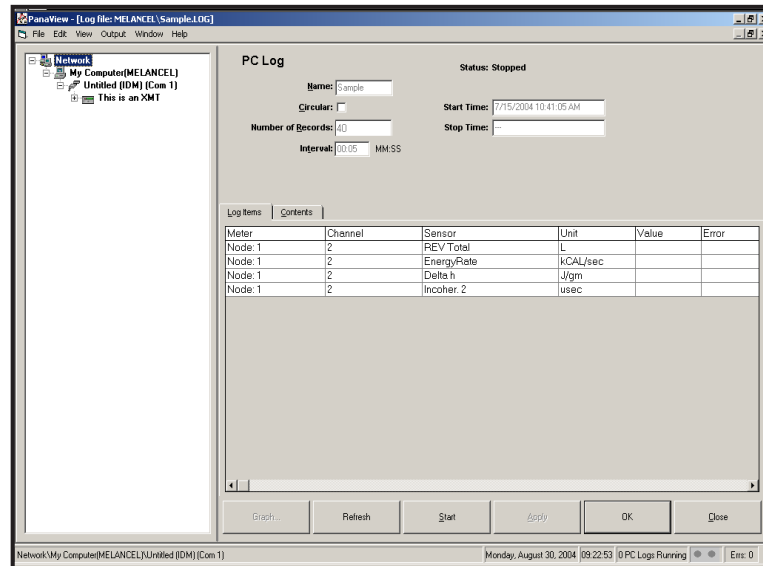 PanaView - [Log file: MELANCEL\Sample.LOG]
File Edit View Output Window Help
Network
My Computer(MELANCEL)
Untitled (IDM) (Com 1)
This is an XMT
PC Log
Status: Stopped
Name: Sample
Circular:
Start Time: 7/15/2004 10:41:05 AM
Number of Records: 40
Stop Time: ---
Interval: 00:05 MM:SS
Log Items Contents
Meter Channel Sensor Unit Value Error
Node: 1 2 REV Total L
Node: 1 2 EnergyRate kCAL/sec
Node: 1 2 Delta h J/gm
Node: 1 2 Incoher. 2 usec
Graph... Refresh Start Apply OK Close
Network\My Computer(MELANCEL)\Untitled (IDM) (Com 1) Monday, August 30, 2004 09:22:53 0 PC Logs Running Errs: 0